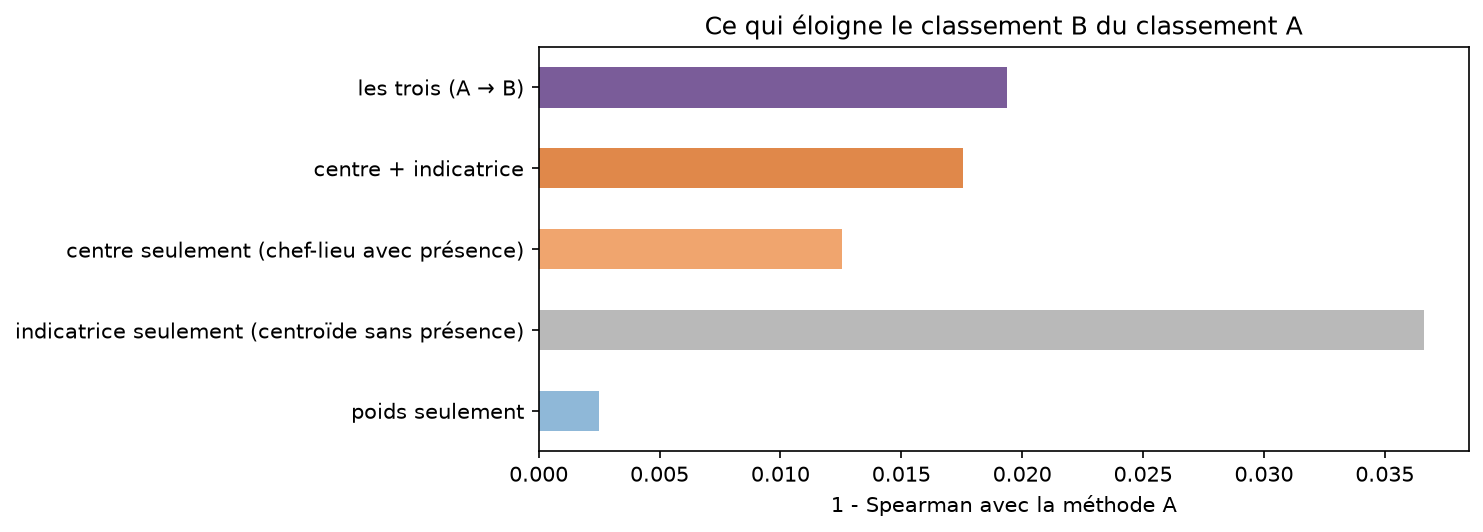 Ce qui éloigne le classement B du classement A
les trois (A → B)
centre + indicatrice
centre seulement (chef-lieu avec présence)
indicatrice seulement (centroïde sans présence)
poids seulement
0.000 0.005 0.010 0.015 0.020 0.025 0.030 0.035
1 - Spearman avec la méthode A